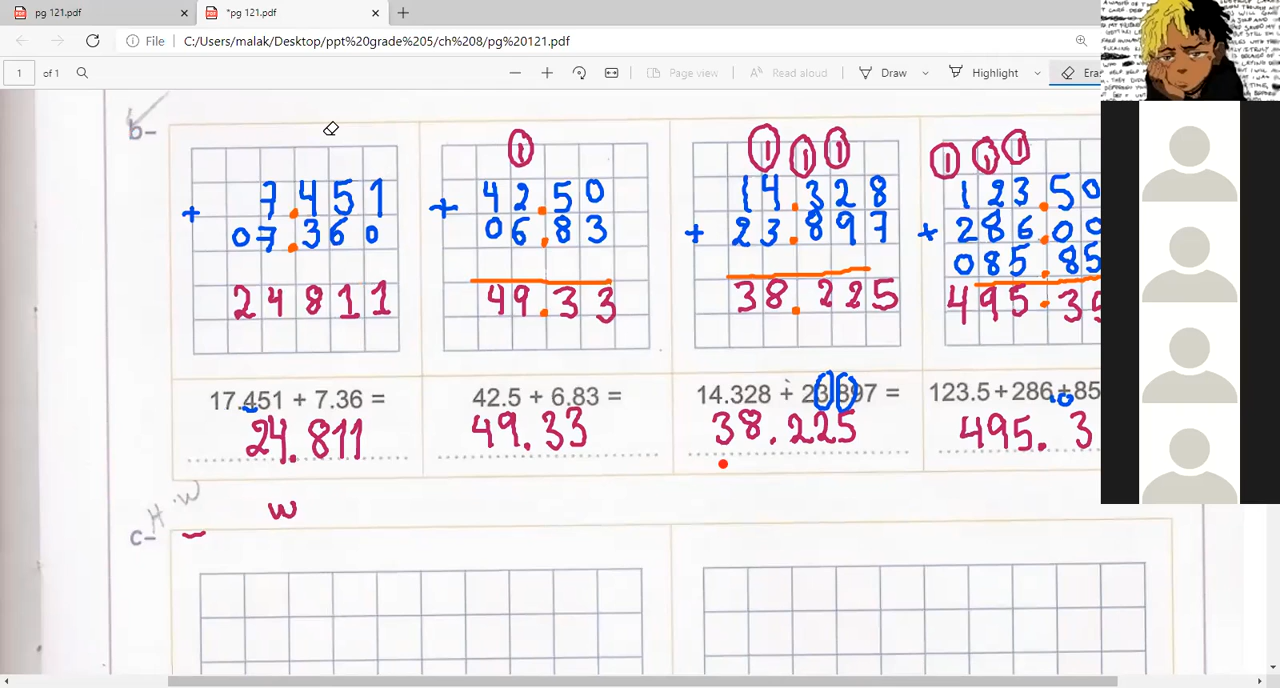 pg 121.pdf
*pg 121.pdf
File C:/Users/malak/Desktop/ppt%20grade%20iv/ch%208/pg%20121.pdf
1 of 1 Page view Read aloud Draw Highlight Era
b-
7.451
+
07.360
24811
1
42.50
+ 06.83
49.33
1 1 1
14.328
+ 23.897
38.225
1 1 1
123.50
+ 286.00
085.85
495.35
17.451 + 7.36 =
24.811
42.5 + 6.83 =
49.33
14.328 + 23.897 =
38.225
123.5+286+85
495.3
H.W
w
c-